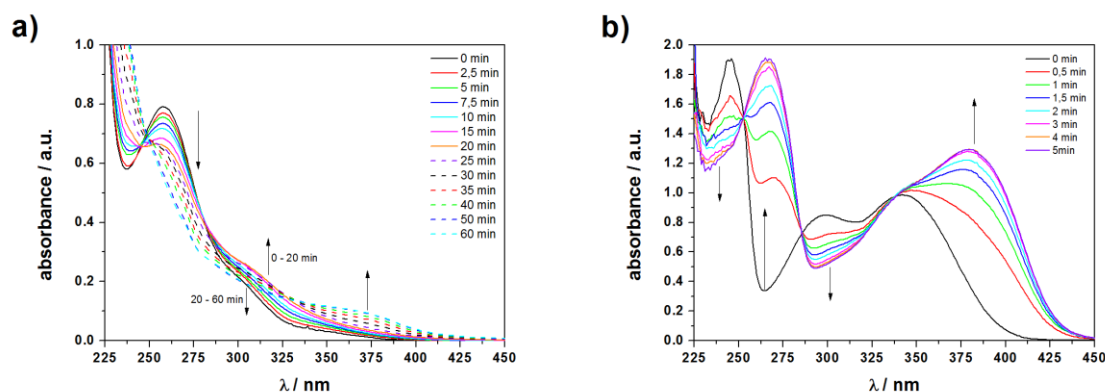 a)
absorbance / a.u.
1.0
0.8
0.6
0.4
0.2
0.0
225 250 275 300 325 350 375 400 425 450
λ / nm
0 min
2,5 min
5 min
7,5 min
10 min
15 min
20 min
25 min
30 min
35 min
40 min
50 min
60 min
0 - 20 min
20 - 60 min
b)
absorbance / a.u.
2.0
1.8
1.6
1.4
1.2
1.0
0.8
0.6
0.4
0.2
0.0
225 250 275 300 325 350 380 400 425 450
λ / nm
0 min
0,5 min
1 min
1,5 min
2 min
3 min
4 min
5min